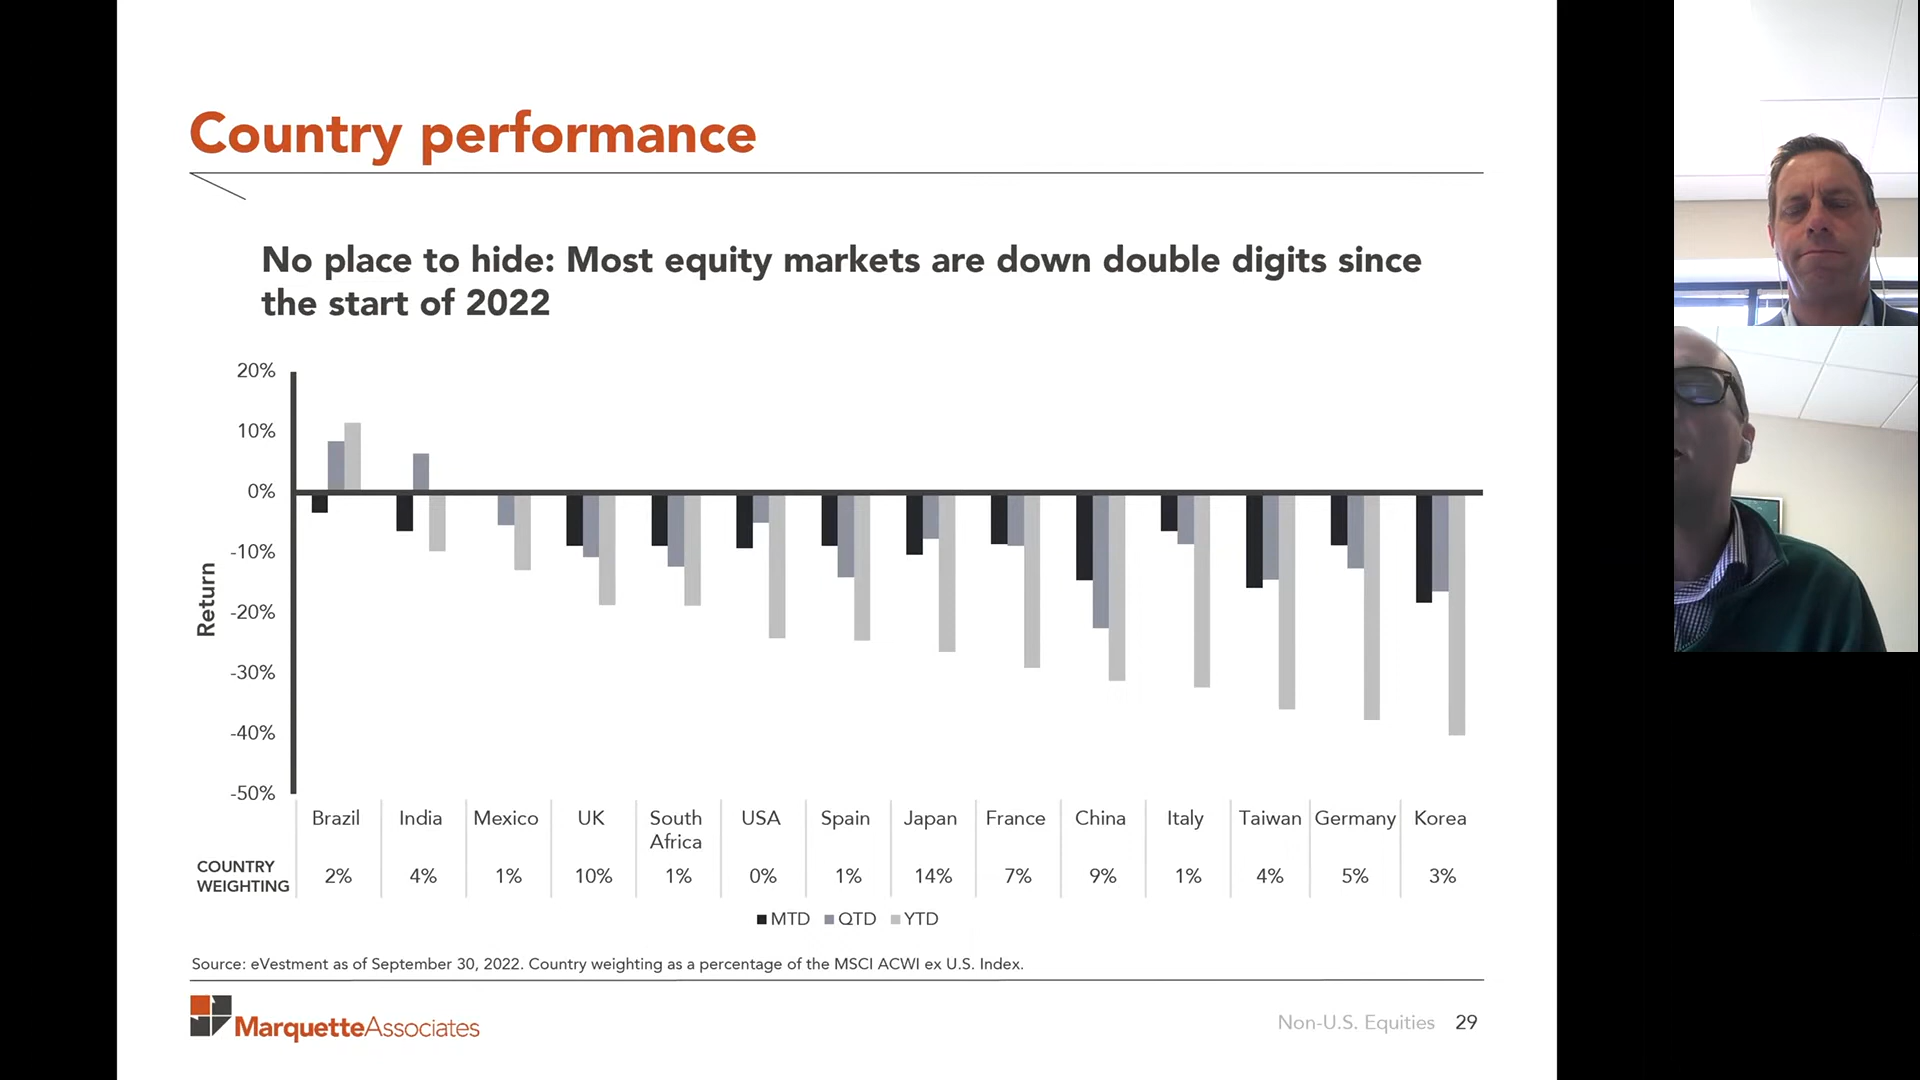 Country performance
No place to hide: Most equity markets are down double digits since
the start of 2022
20%
10%
0%
-10%
-20%
-30%
-40%
-50%
Return
Brazil India Mexico UK South Africa USA Spain Japan France China Italy Taiwan Germany Korea
COUNTRY
WEIGHTING
2% 4% 1% 10% 1% 0% 1% 14% 7% 9% 1% 4% 5% 3%
MTD QTD YTD
Source: eVestment as of September 30, 2022. Country weighting as a percentage of the MSCI ACWI ex U.S. Index.
MarquetteAssociates
Non-U.S. Equities 29